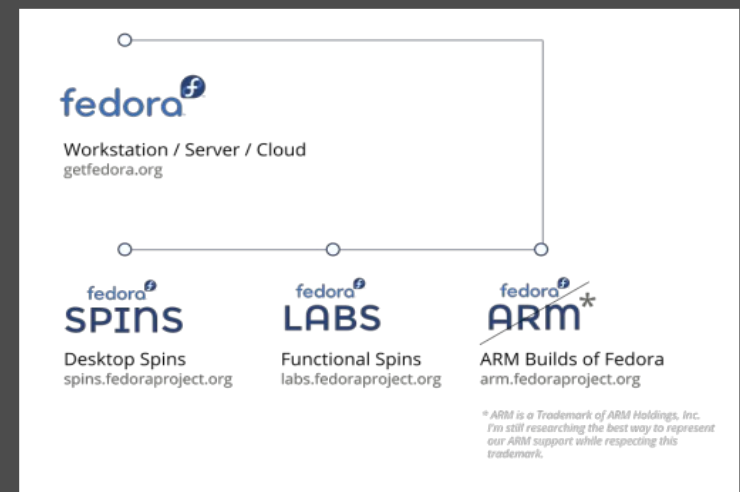 fedora
Workstation / Server / Cloud
getfedora.org
fedora
SPINS
Desktop Spins
spins.fedoraproject.org
fedora
LABS
Functional Spins
labs.fedoraproject.org
fedora
ARM*
ARM Builds of Fedora
arm.fedoraproject.org
* ARM is a Trademark of ARM Holdings, Inc.
I'm still researching the best way to represent
our ARM support while respecting this
trademark.